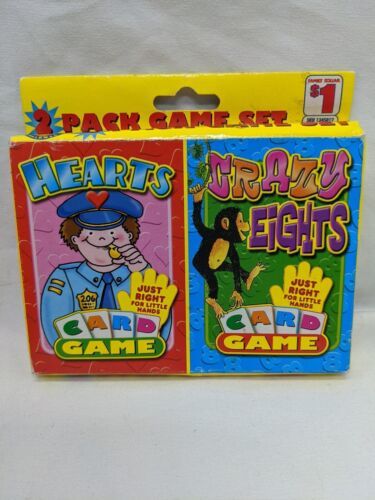 FAMILY DOLLAR
$1
2 PACK GAME SET
HEARTS
206
JUST
RIGHT
FOR LITTLE
HANDS
CARD
GAME
CRAZY
EIGHTS
JUST
RIGHT
FOR LITTLE
HANDS
CARD
GAME